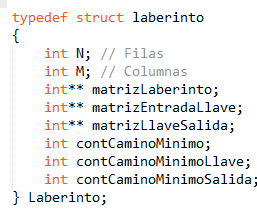 typedef struct laberinto
{
    int N; // Filas
    int M; // Columnas
    int** matrizLaberinto;
    int** matrizEntradaLlave;
    int** matrizLlaveSalida;
    int contCaminoMinimo;
    int contCaminoMinimoLlave;
    int contCaminoMinimoSalida;
} Laberinto;